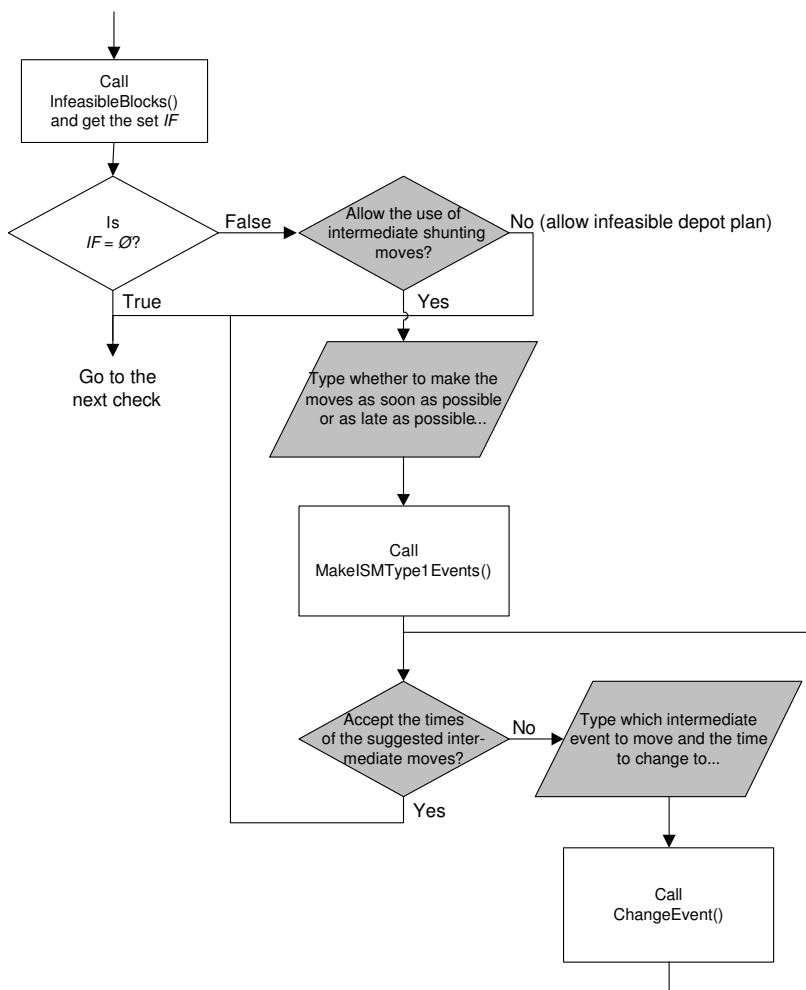 Call
InfeasibleBlocks()
and get the set IF
Is
IF = Ø?
False
Allow the use of
intermediate shunting
moves?
No (allow infeasible depot plan)
True
Yes
Go to the
next check
Type whether to make the
moves as soon as possible
or as late as possible...
Call
MakeISMType1Events()
Accept the times
of the suggested inter-
mediate moves?
No
Type which intermediate
event to move and the time
to change to...
Yes
Call
ChangeEvent()